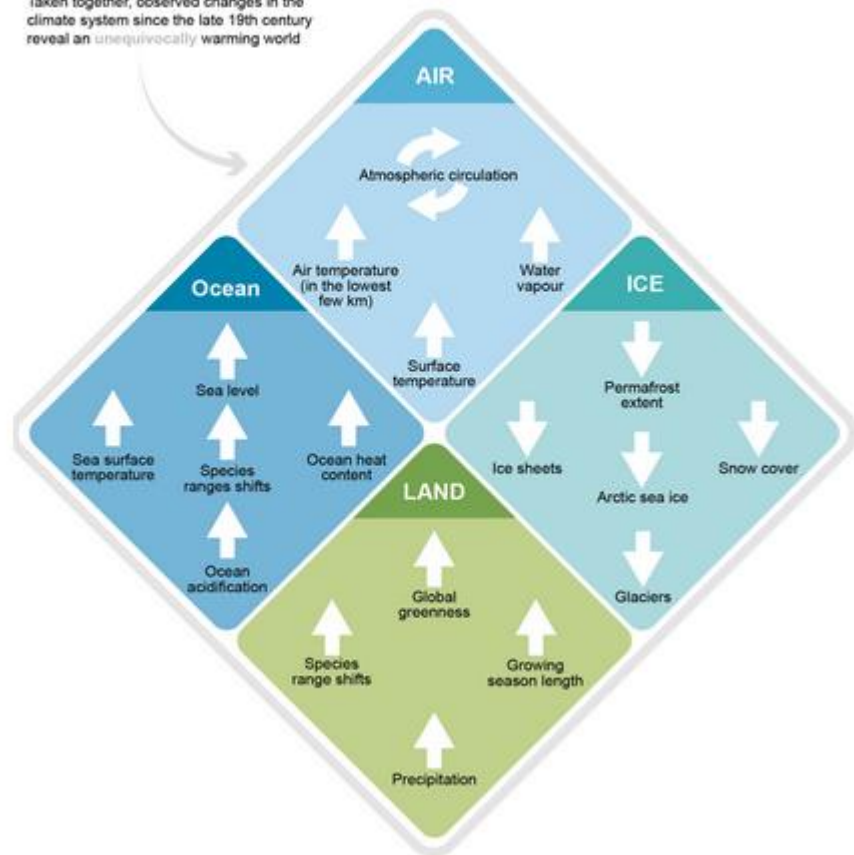 Taken together, observed changes in the
climate system since the late 19th century
reveal an unequivocally warming world
AIR
Atmospheric circulation
Air temperature
(in the lowest
few km)
Water
vapour
Surface
temperature
Ocean
Sea level
Sea surface
temperature
Species
ranges shifts
Ocean heat
content
Ocean
acidification
ICE
Permafrost
extent
Ice sheets
Snow cover
Arctic sea ice
Glaciers
LAND
Global
greenness
Species
range shifts
Growing
season length
Precipitation